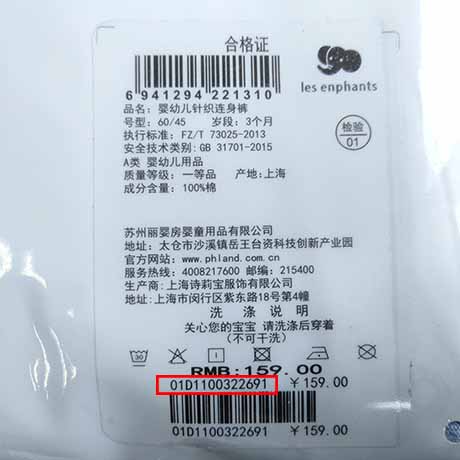 合格证
les enphants
6 941294 221310
品名: 婴幼儿针织连身裤
号型: 60/45 岁段: 3个月
执行标准: FZ/T 73025-2013
检验
01
安全技术类别: GB 31701-2015
A类 婴幼儿用品
质量等级: 一等品 产地: 上海
成分含量: 100%棉
苏州丽婴房婴童用品有限公司
地址: 太仓市沙溪镇岳王台资科技创新产业园
官方网站: www.phland.com.cn
服务热线: 4008217600 邮编: 215400
生产商: 上海诗莉宝服饰有限公司
地址: 上海市闵行区紫东路18号第4幢
洗涤说明
关心您的宝宝 请洗涤后穿着
(不可干洗)
30
RMB:159.00
01D1100322691 ¥159.00
01D1100322691 ¥159.00